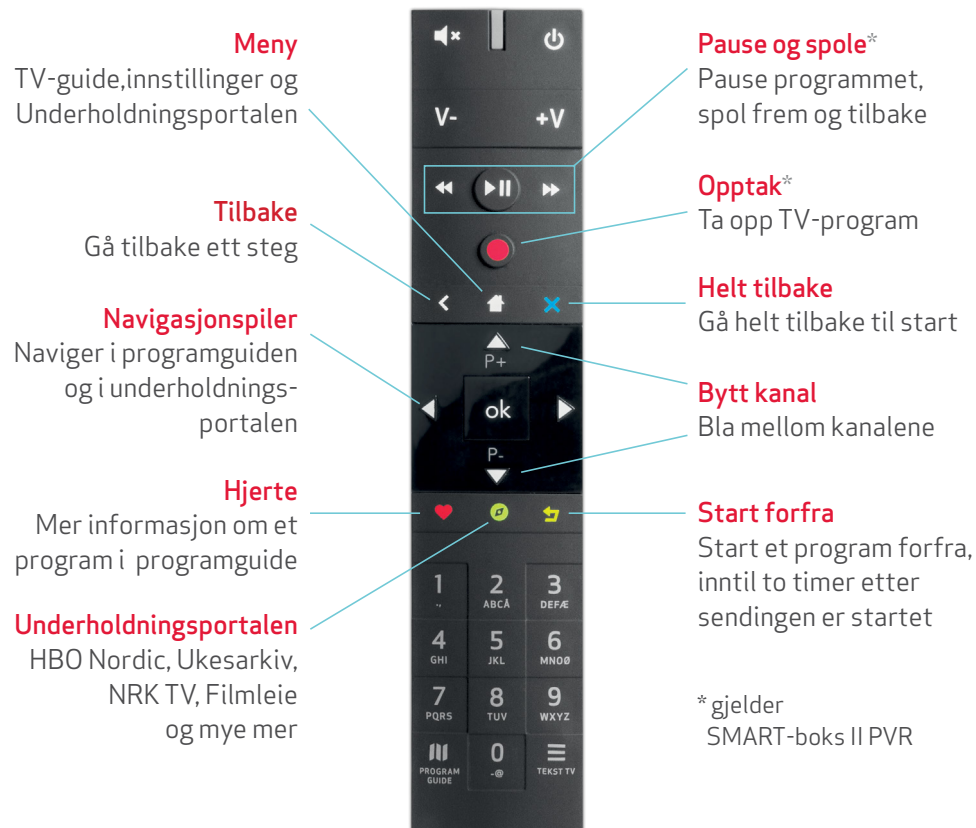 Meny
TV-guide,innstillinger og
Underholdningsportalen
Tilbake
Gå tilbake ett steg
Navigasjonspiler
Naviger i programguiden
og i underholdnings-
portalen
Hjerte
Mer informasjon om et
program i programguide
Underholdningsportalen
HBO Nordic, Ukesarkiv,
NRK TV, Filmleie
og mye mer
V- +V
P+
ok
P-
1 2 3
., ABCÅ DEFÆ
4 5 6
GHI JKL MNOØ
7 8 9
PQRS TUV WXYZ
0
PROGRAM GUIDE
-@
TEKST TV
Pause og spole*
Pause programmet,
spol frem og tilbake
Opptak*
Ta opp TV-program
Helt tilbake
Gå helt tilbake til start
Bytt kanal
Bla mellom kanalene
Start forfra
Start et program forfra,
inntil to timer etter
sendingen er startet
* gjelder
SMART-boks II PVR